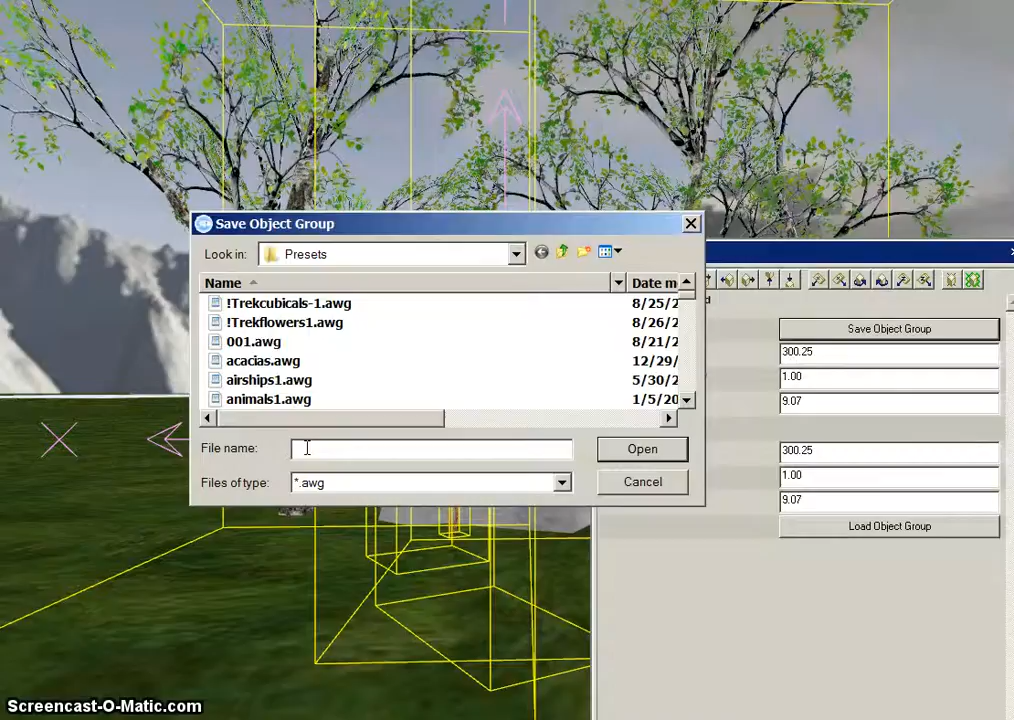 Save Object Group
Look in:
Presets
Name
Date m
!Trekcubicals-1.awg
8/25/2
!Trekflowers1.awg
8/26/2
001.awg
8/21/2
acacias.awg
12/29/
airships1.awg
5/30/2
animals1.awg
1/5/20
File name:
Open
Files of type:
*.awg
Cancel
Save Object Group
300.25
1.00
9.07
300.25
1.00
9.07
Load Object Group
Screencast-O-Matic.com